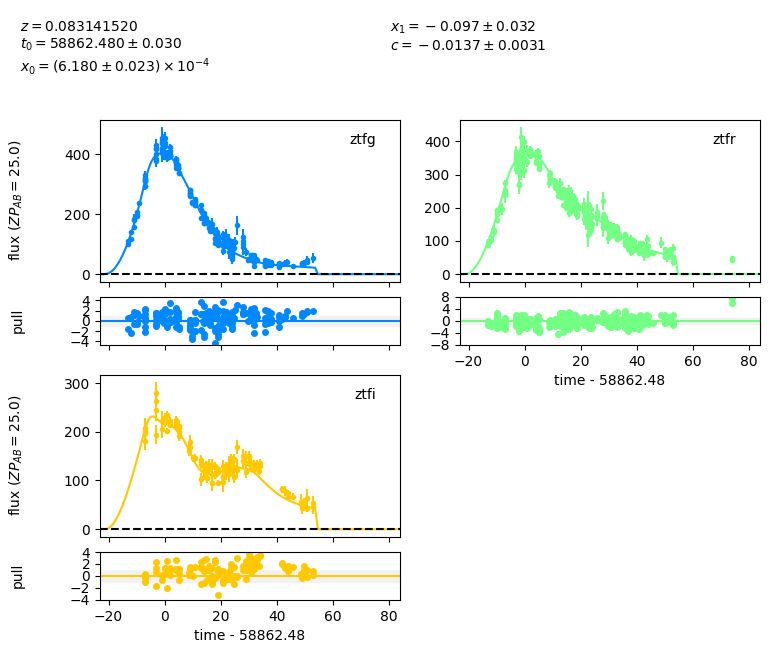 z = 0.083141520
t₀ = 58862.480 ± 0.030
x₀ = (6.180 ± 0.023) × 10⁻⁴
x₁ = −0.097 ± 0.032
c = −0.0137 ± 0.0031
ztfg
flux (ZP_AB = 25.0)
400
200
0
pull
4
2
0
−2
−4
ztfr
400
300
200
100
0
8
4
0
−4
−8
−20 0 20 40 60 80
time - 58862.48
ztfi
flux (ZP_AB = 25.0)
300
200
100
0
pull
4
2
0
−2
−4
−20 0 20 40 60 80
time - 58862.48